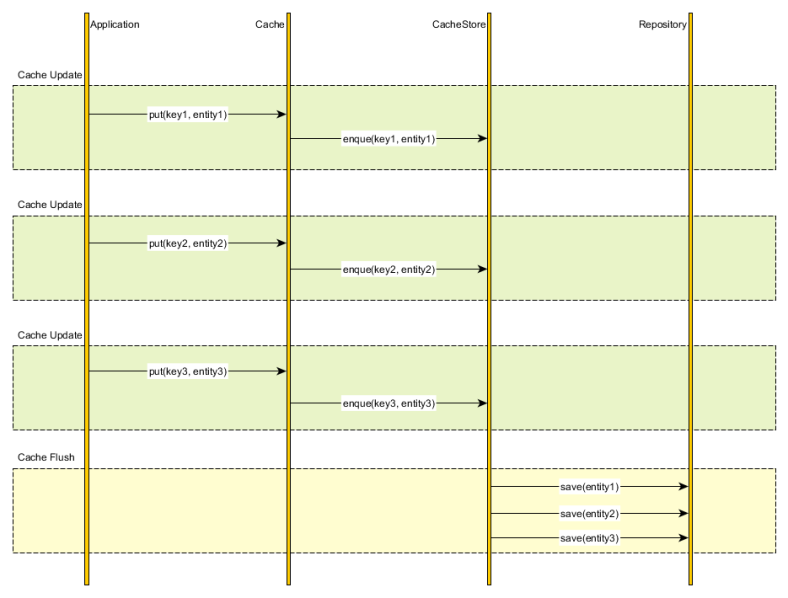 Application
Cache
CacheStore
Repository
Cache Update
put(key1, entity1)
enque(key1, entity1)
Cache Update
put(key2, entity2)
enque(key2, entity2)
Cache Update
put(key3, entity3)
enque(key3, entity3)
Cache Flush
save(entity1)
save(entity2)
save(entity3)